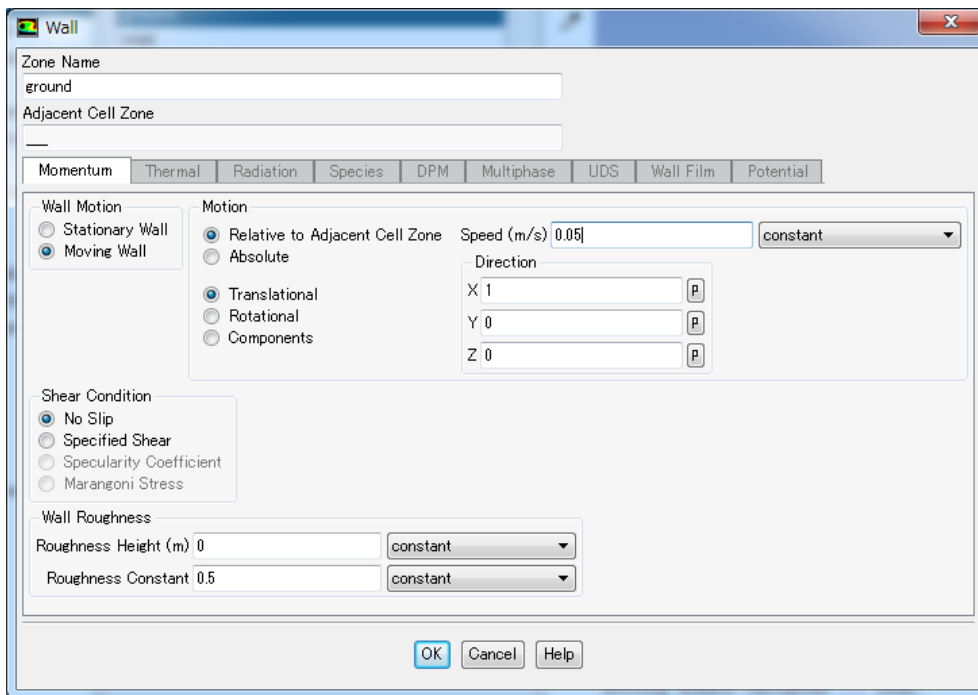 Wall
Zone Name
ground
Adjacent Cell Zone
Momentum Thermal Radiation Species DPM Multiphase UDS Wall Film Potential
Wall Motion
Stationary Wall
Moving Wall
Motion
Relative to Adjacent Cell Zone
Absolute
Translational
Rotational
Components
Speed (m/s) 0.05 constant
Direction
X 1 P
Y 0 P
Z 0 P
Shear Condition
No Slip
Specified Shear
Specularity Coefficient
Marangoni Stress
Wall Roughness
Roughness Height (m) 0 constant
Roughness Constant 0.5 constant
OK Cancel Help